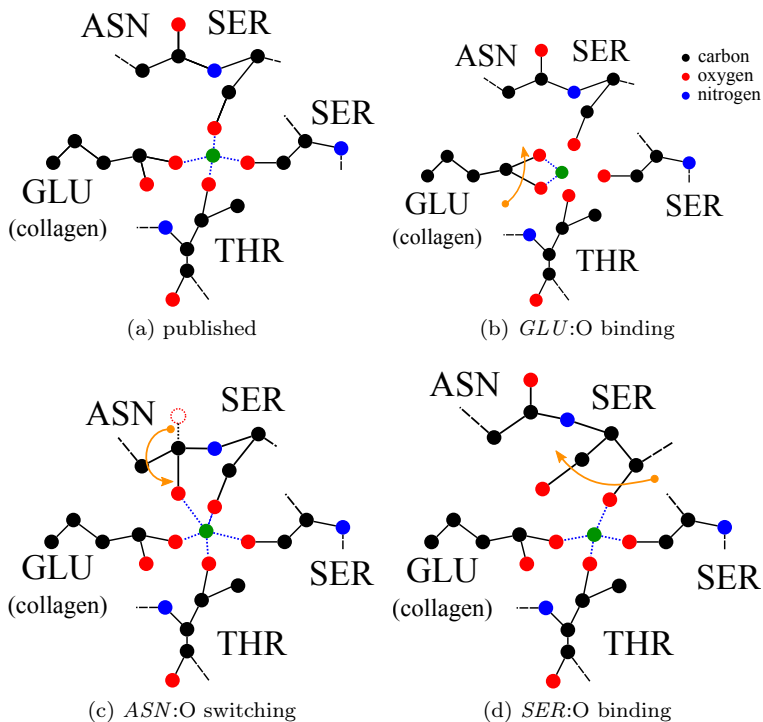 ASN SER
SER
GLU
(collagen)
THR
(a) published
ASN SER
carbon
oxygen
nitrogen
GLU
(collagen)
SER
THR
(b) GLU:O binding
ASN SER
GLU
(collagen)
SER
THR
(c) ASN:O switching
ASN SER
GLU
(collagen)
SER
THR
(d) SER:O binding